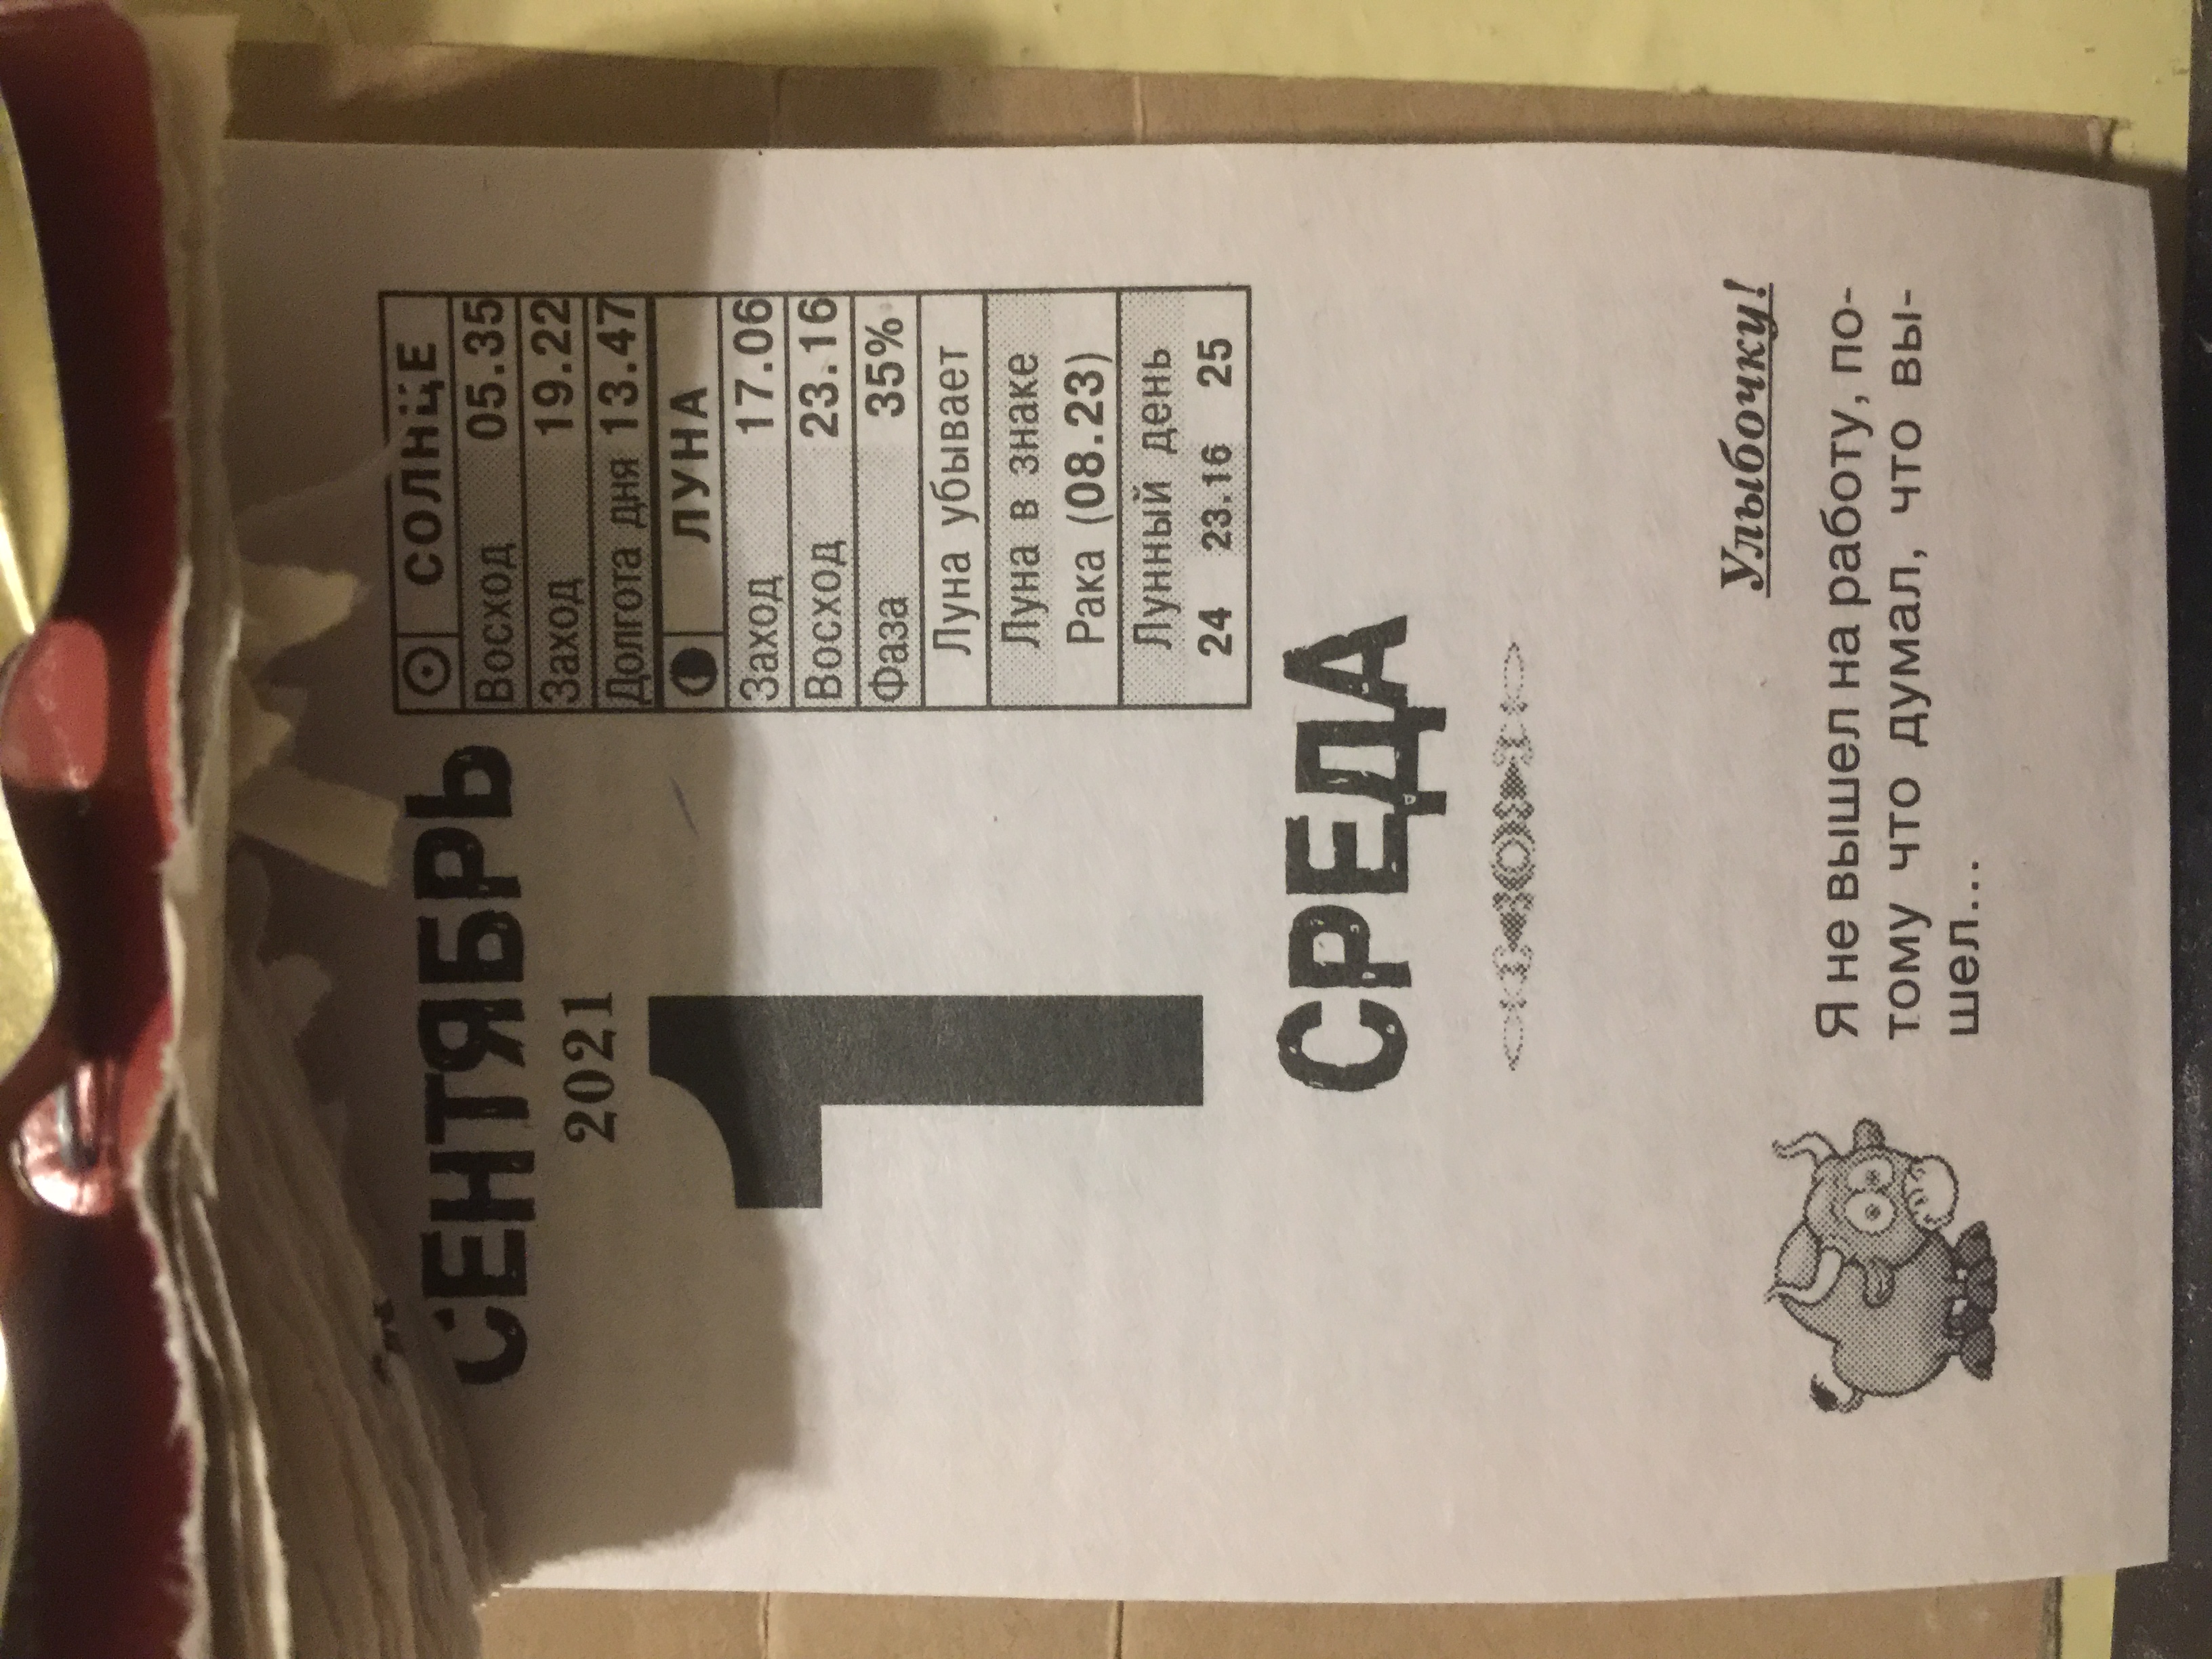 СЕНТЯБРЬ
2021
1
СОЛНЦЕ
Восход 05.35
Заход 19.22
Долгота дня 13.47
ЛУНА
Заход 17.06
Восход 23.16
Фаза 35%
Луна убывает
Луна в знаке
Рака (08.23)
Лунный день
24 23.16 25
СРЕДА
Улыбочку!
Я не вышел на работу, по-
тому что думал, что вы-
шел...